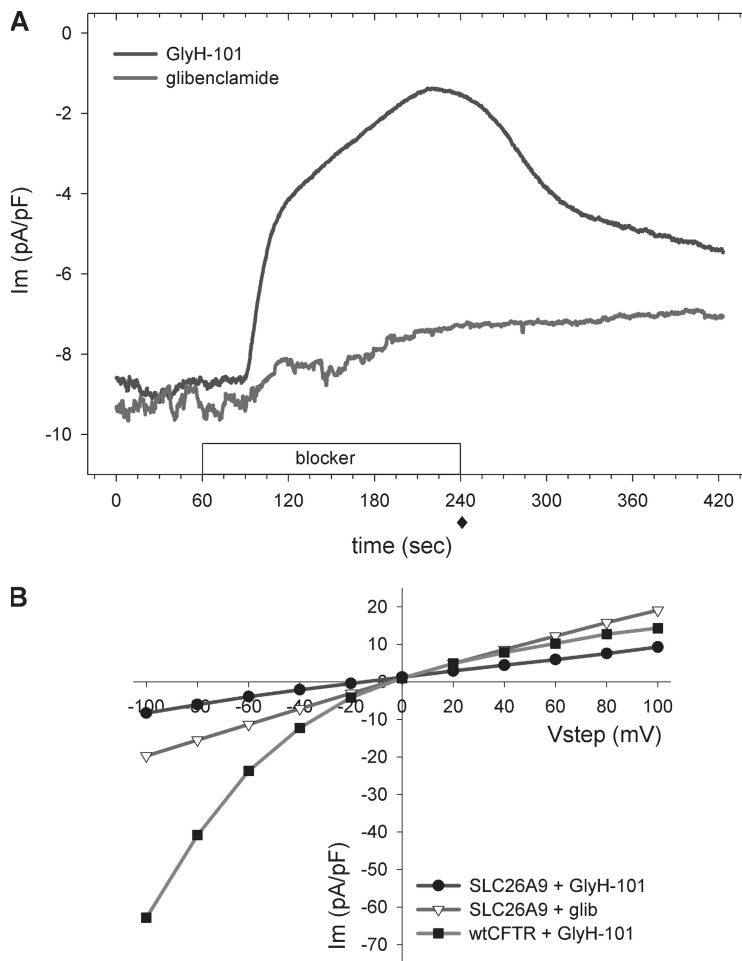 A
0
GlyH-101
glibenclamide
-2
-4
Im (pA/pF)
-6
-8
-10
blocker
0 60 120 180 240 300 360 420
♦
time (sec)
B
20
10
-100 -80 -60 -40 -20 0 20 40 60 80 100
-10
Vstep (mV)
-20
-30
-40
-50
Im (pA/pF)
SLC26A9 + GlyH-101
-60
SLC26A9 + glib
wtCFTR + GlyH-101
-70